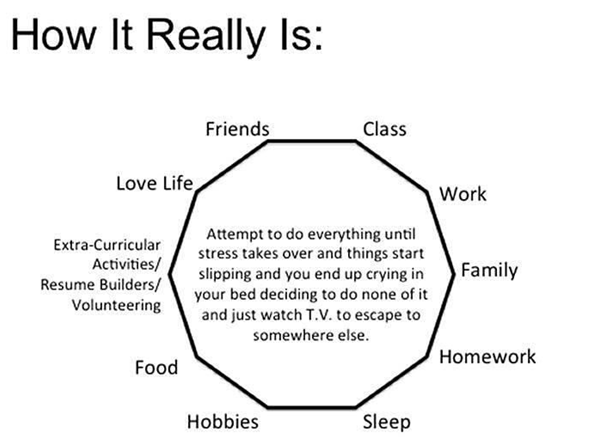 How It Really Is:
Friends
Class
Love Life
Work
Extra-Curricular
Activities/
Resume Builders/
Volunteering
Attempt to do everything until
stress takes over and things start
slipping and you end up crying in
your bed deciding to do none of it
and just watch T.V. to escape to
somewhere else.
Family
Food
Homework
Hobbies
Sleep